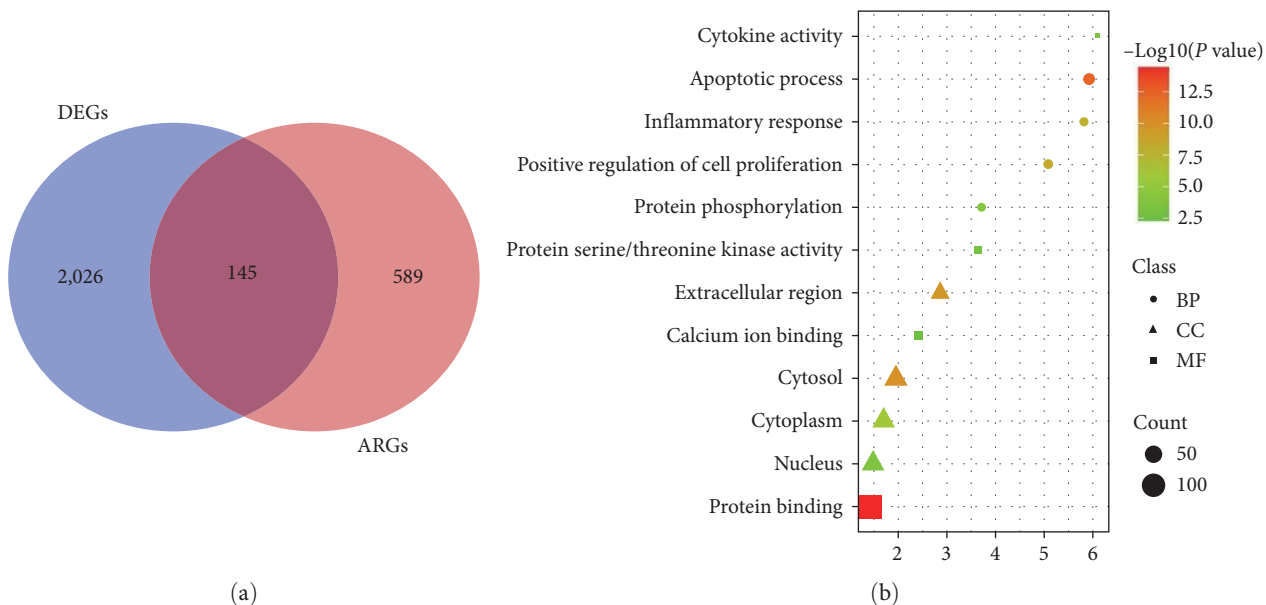 DEGs
2,026
145
589
ARGs
(a)
Cytokine activity
Apoptotic process
Inflammatory response
Positive regulation of cell proliferation
Protein phosphorylation
Protein serine/threonine kinase activity
Extracellular region
Calcium ion binding
Cytosol
Cytoplasm
Nucleus
Protein binding
2 3 4 5 6
–Log10(P value)
12.5
10.0
7.5
5.0
2.5
Class
BP
CC
MF
Count
50
100
(b)